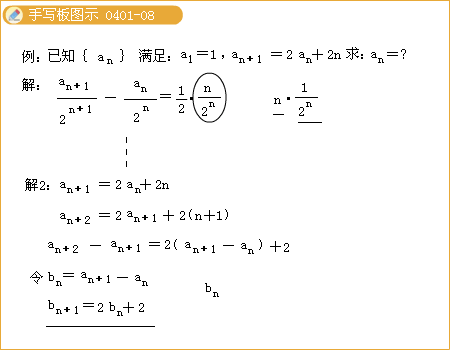 手写板图示 0401-08
例: 已知 { aₙ } 满足: a₁=1, aₙ₊₁ = 2 aₙ+ 2n 求: aₙ=?
解: aₙ₊₁/2ⁿ⁺¹ - aₙ/2ⁿ = 1/2 · n/2ⁿ n · 1/2ⁿ
解2: aₙ₊₁ = 2 aₙ+ 2n
aₙ₊₂ = 2 aₙ₊₁ + 2(n+1)
aₙ₊₂ - aₙ₊₁ = 2( aₙ₊₁ - aₙ ) + 2
令 bₙ= aₙ₊₁ - aₙ
bₙ
bₙ₊₁=2 bₙ+ 2